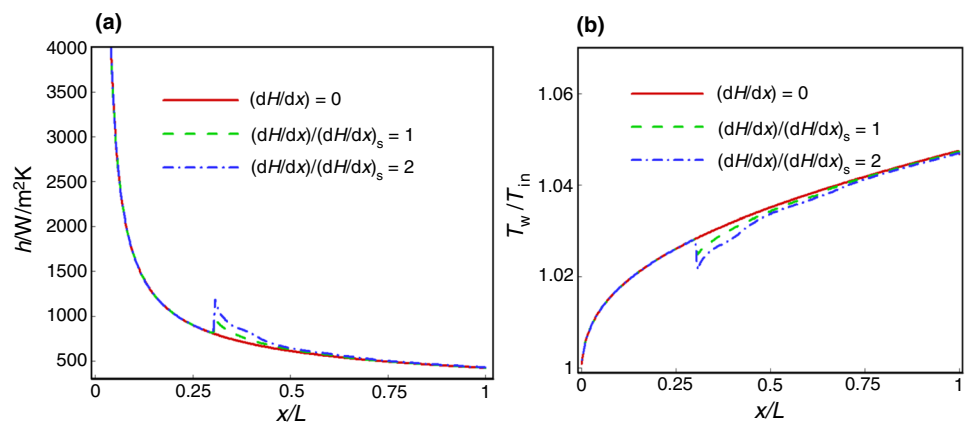 (a)
4000
3500
3000
2500
2000
1500
1000
500
h/W/m²K
(dH/dx) = 0
(dH/dx)/(dH/dx)s = 1
(dH/dx)/(dH/dx)s = 2
0
0.25
0.5
0.75
1
x/L
(b)
1.06
1.04
1.02
1
Tw/Tin
(dH/dx) = 0
(dH/dx)/(dH/dx)s = 1
(dH/dx)/(dH/dx)s = 2
0
0.25
0.5
0.75
1
x/L